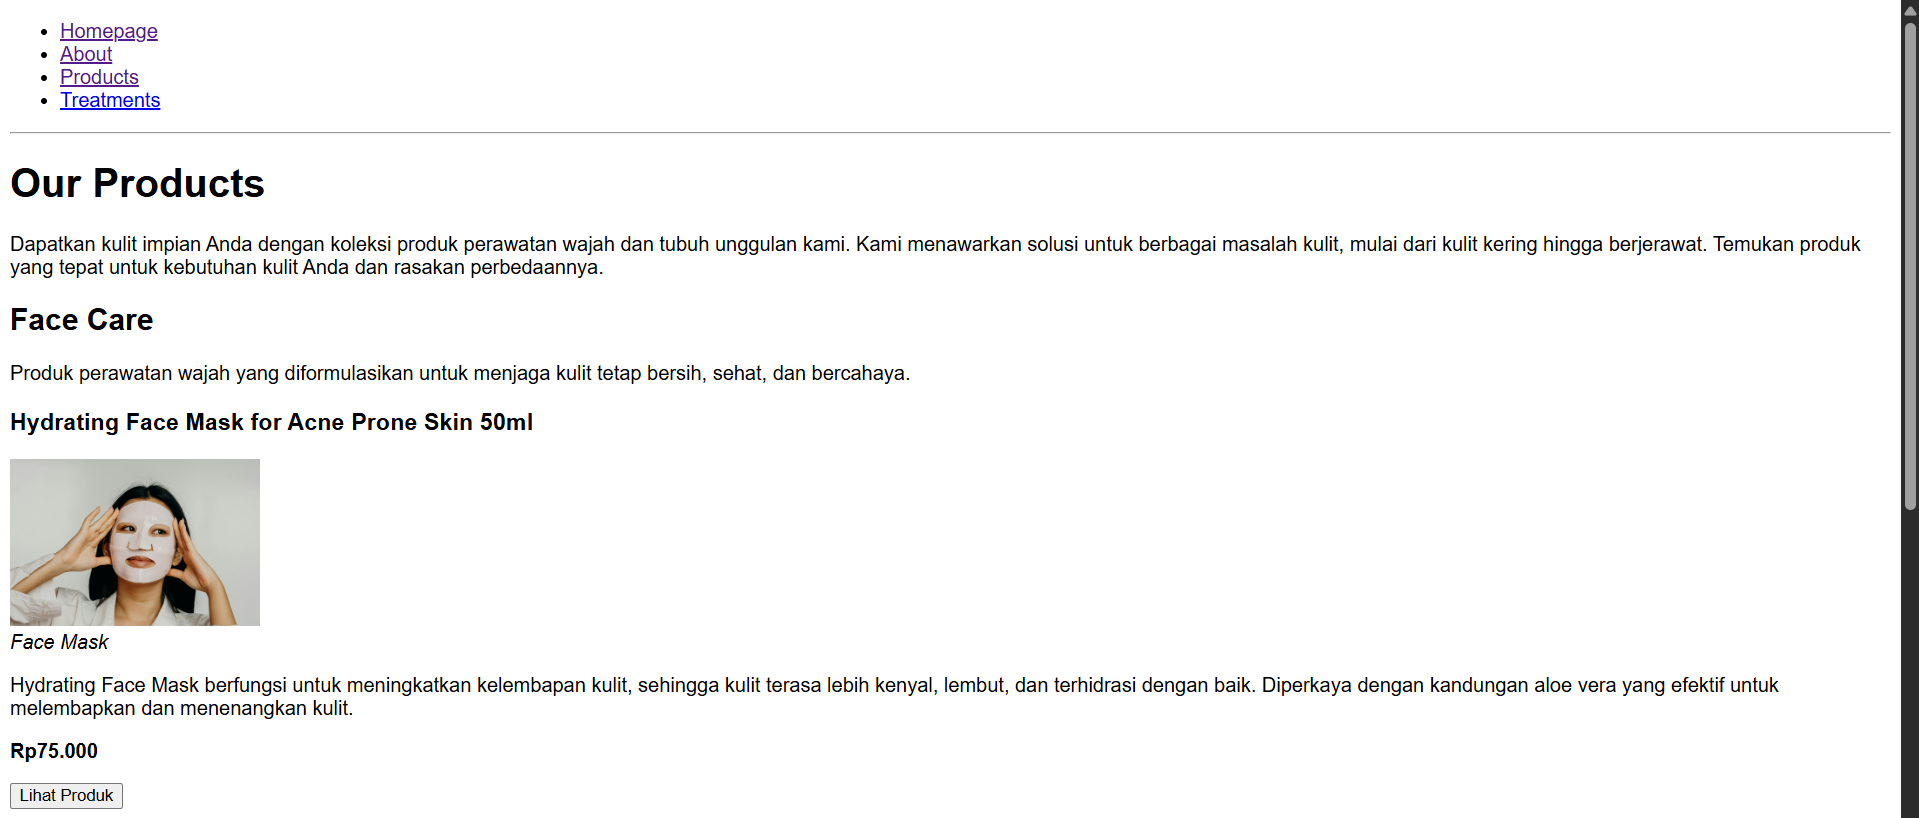 Homepage
About
Products
Treatments
Our Products
Dapatkan kulit impian Anda dengan koleksi produk perawatan wajah dan tubuh unggulan kami. Kami menawarkan solusi untuk berbagai masalah kulit, mulai dari kulit kering hingga berjerawat. Temukan produk
yang tepat untuk kebutuhan kulit Anda dan rasakan perbedaannya.
Face Care
Produk perawatan wajah yang diformulasikan untuk menjaga kulit tetap bersih, sehat, dan bercahaya.
Hydrating Face Mask for Acne Prone Skin 50ml
Face Mask
Hydrating Face Mask berfungsi untuk meningkatkan kelembapan kulit, sehingga kulit terasa lebih kenyal, lembut, dan terhidrasi dengan baik. Diperkaya dengan kandungan aloe vera yang efektif untuk
melembapkan dan menenangkan kulit.
Rp75.000
Lihat Produk